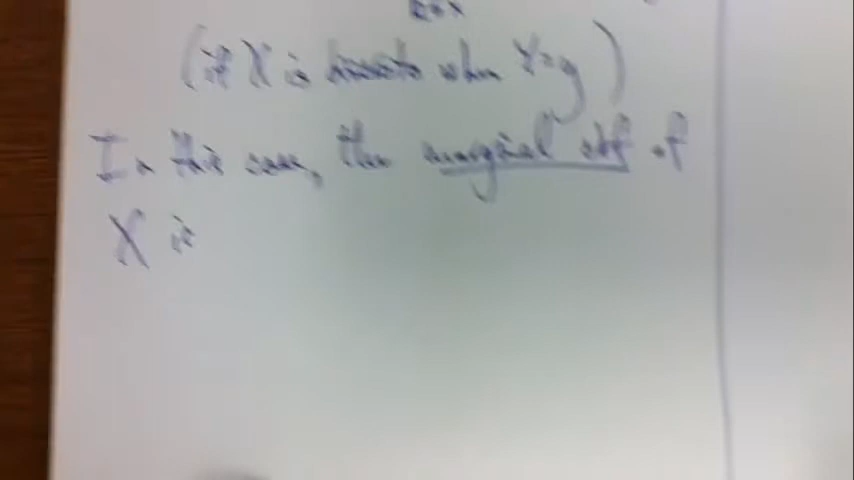 k≤x
(if X is discrete when Y=y)
In this case, the marginal cdf of
X is